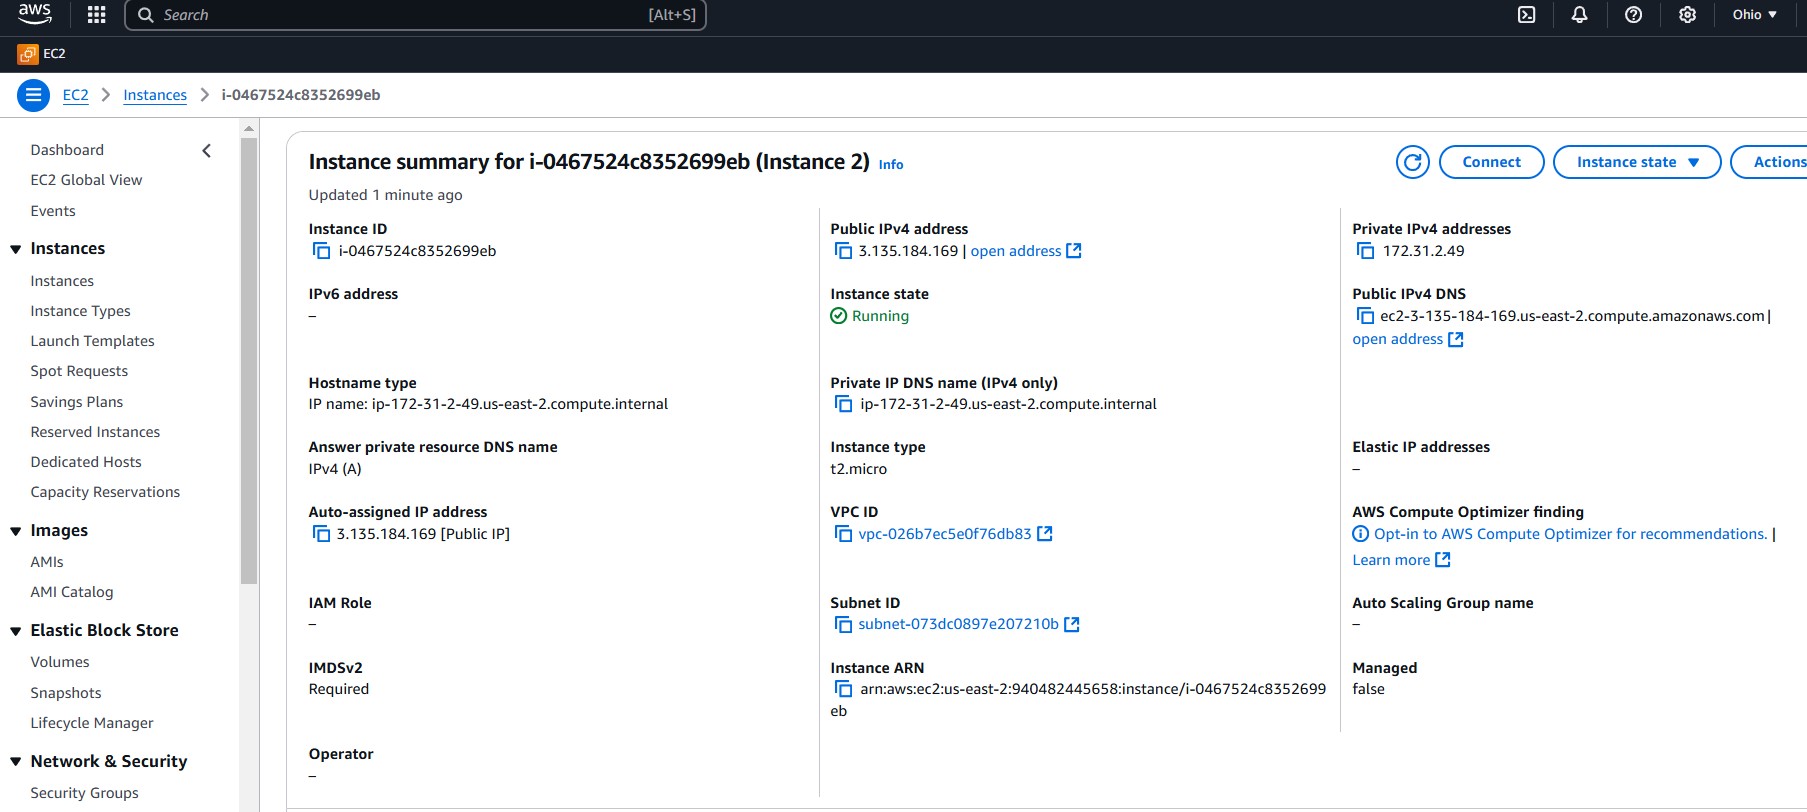 aws
Search
[Alt+S]
Ohio
EC2
EC2
Instances
i-0467524c8352699eb
Dashboard
EC2 Global View
Events
Instances
Instances
Instance Types
Launch Templates
Spot Requests
Savings Plans
Reserved Instances
Dedicated Hosts
Capacity Reservations
Images
AMIs
AMI Catalog
Elastic Block Store
Volumes
Snapshots
Lifecycle Manager
Network & Security
Security Groups
Instance summary for i-0467524c8352699eb (Instance 2) Info
Updated 1 minute ago
Connect
Instance state
Actions
Instance ID
i-0467524c8352699eb
Public IPv4 address
3.135.184.169 | open address
Private IPv4 addresses
172.31.2.49
IPv6 address
–
Instance state
Running
Public IPv4 DNS
ec2-3-135-184-169.us-east-2.compute.amazonaws.com |
open address
Hostname type
IP name: ip-172-31-2-49.us-east-2.compute.internal
Private IP DNS name (IPv4 only)
ip-172-31-2-49.us-east-2.compute.internal
Answer private resource DNS name
IPv4 (A)
Instance type
t2.micro
Elastic IP addresses
–
Auto-assigned IP address
3.135.184.169 [Public IP]
VPC ID
vpc-026b7ec5e0f76db83
AWS Compute Optimizer finding
Opt-in to AWS Compute Optimizer for recommendations. |
Learn more
IAM Role
–
Subnet ID
subnet-073dc0897e207210b
Auto Scaling Group name
–
IMDSv2
Required
Instance ARN
arn:aws:ec2:us-east-2:940482445658:instance/i-0467524c8352699
eb
Managed
false
Operator
–